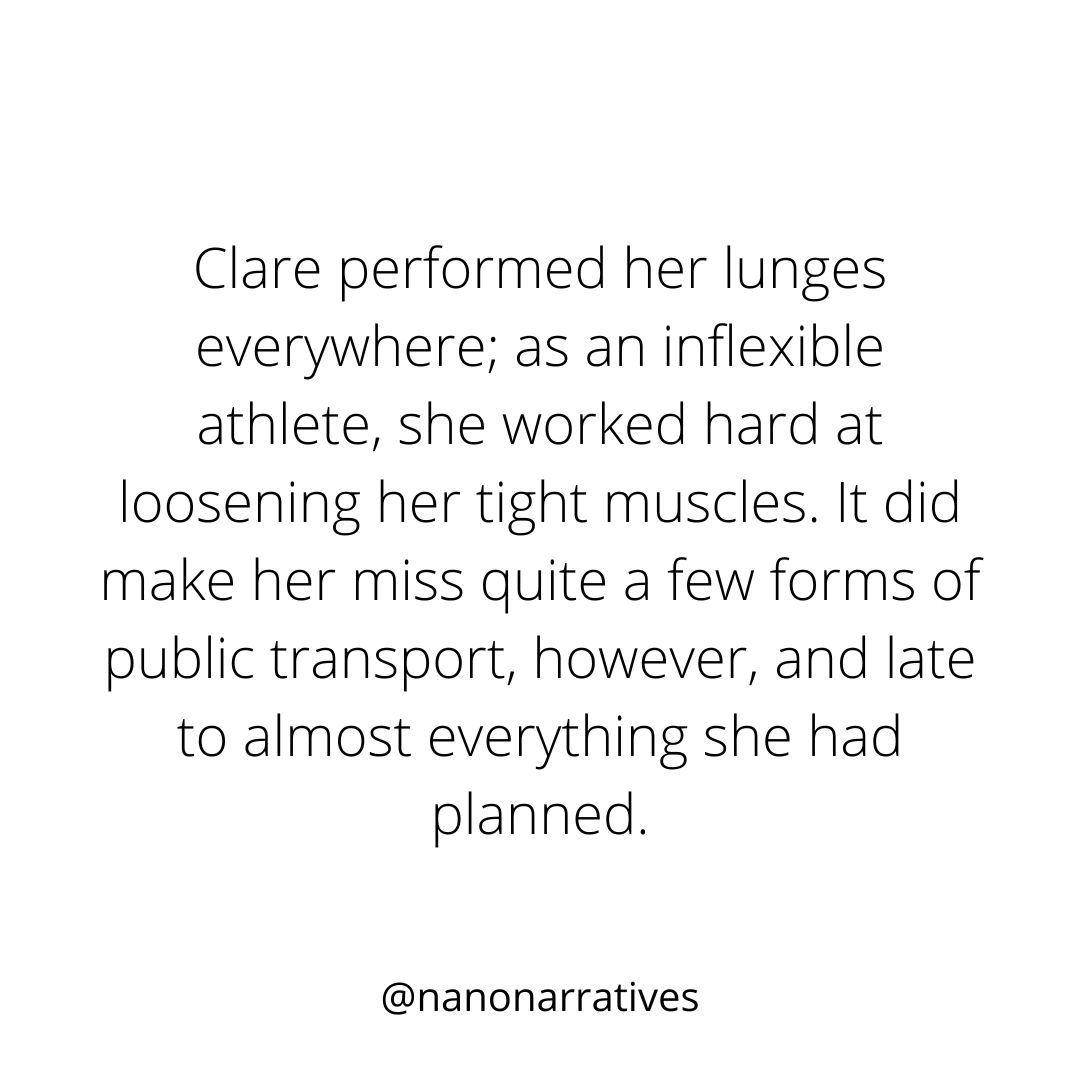 Clare performed her lunges
everywhere; as an inflexible
athlete, she worked hard at
loosening her tight muscles. It did
make her miss quite a few forms of
public transport, however, and late
to almost everything she had
planned.
@nanonarratives